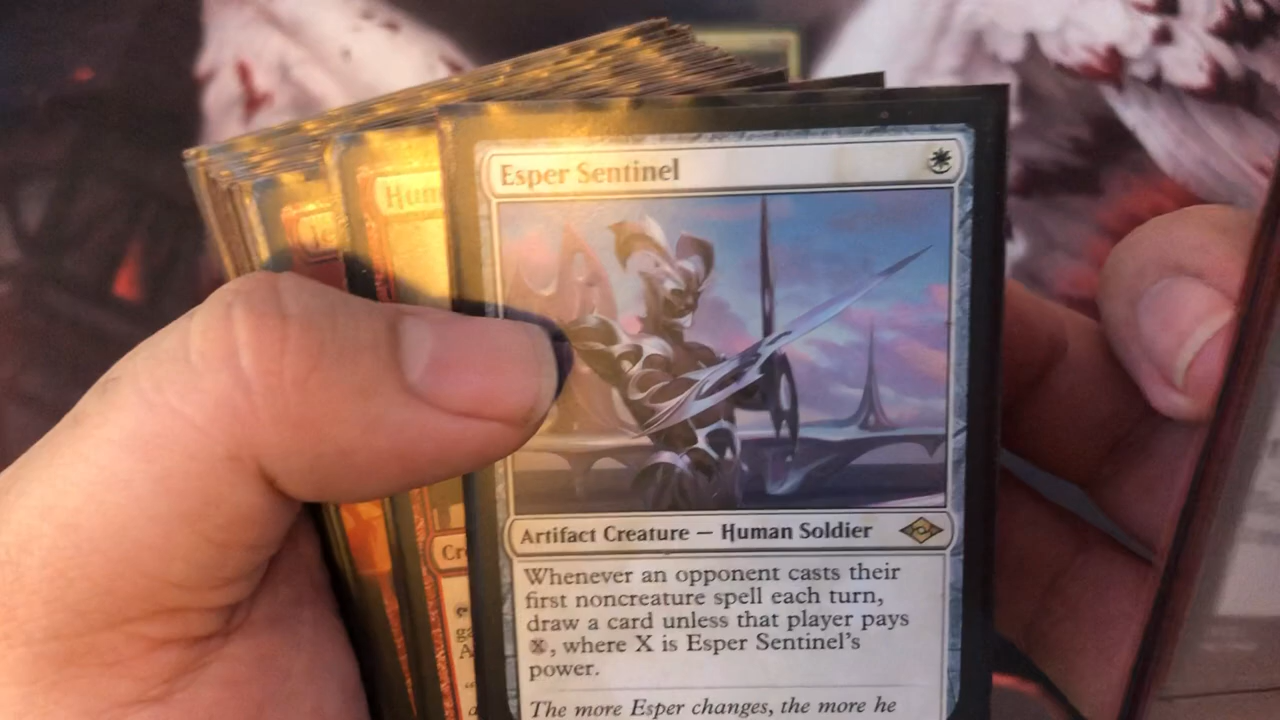 Esper Sentinel
Hum
Artifact Creature — Human Soldier
Cre
Whenever an opponent casts their
first noncreature spell each turn,
draw a card unless that player pays
X, where X is Esper Sentinel's
power.
The more Esper changes, the more he